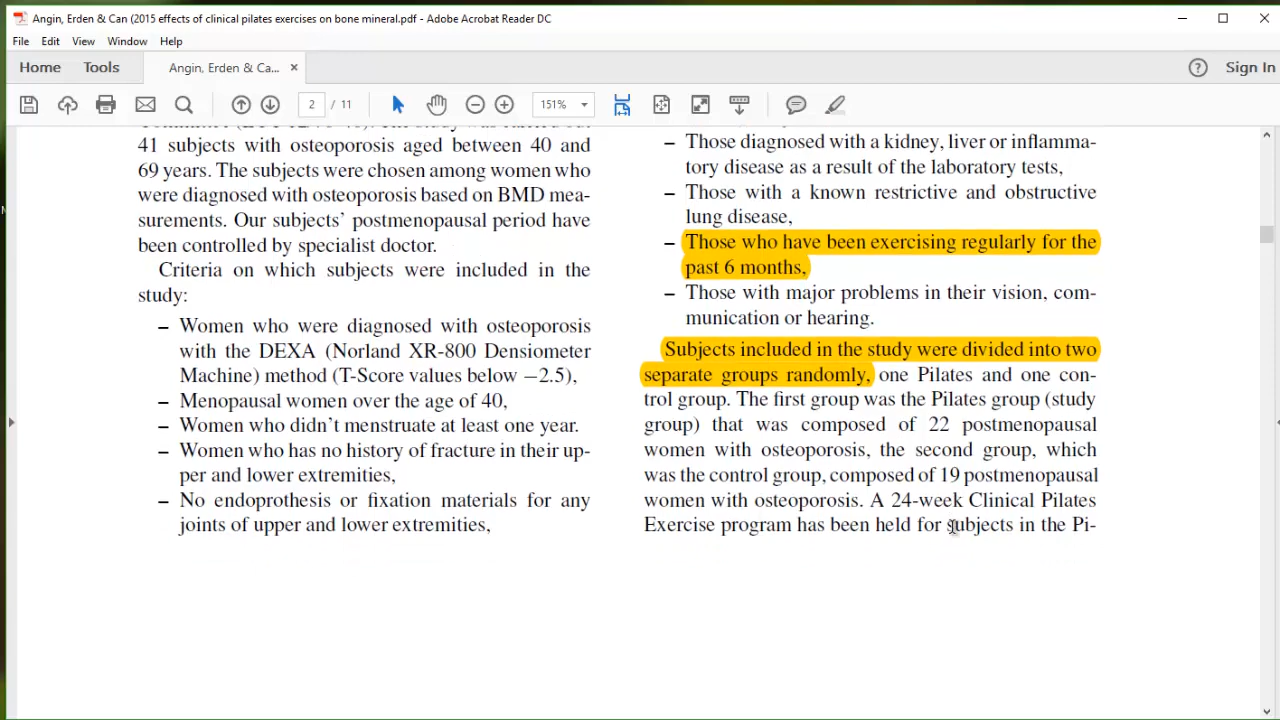 Angin, Erden & Can (2015 effects of clinical pilates exercises on bone mineral.pdf - Adobe Acrobat Reader DC
File Edit View Window Help
Home Tools Angin, Erden & Ca... × Sign In
2 / 11 151%
41 subjects with osteoporosis aged between 40 and
69 years. The subjects were chosen among women who
were diagnosed with osteoporosis based on BMD mea-
surements. Our subjects' postmenopausal period have
been controlled by specialist doctor.
Criteria on which subjects were included in the
study:
– Women who were diagnosed with osteoporosis
with the DEXA (Norland XR-800 Densiometer
Machine) method (T-Score values below −2.5),
– Menopausal women over the age of 40,
– Women who didn't menstruate at least one year.
– Women who has no history of fracture in their up-
per and lower extremities,
– No endoprothesis or fixation materials for any
joints of upper and lower extremities,
– Those diagnosed with a kidney, liver or inflamma-
tory disease as a result of the laboratory tests,
– Those with a known restrictive and obstructive
lung disease,
– Those who have been exercising regularly for the
past 6 months,
– Those with major problems in their vision, com-
munication or hearing.
Subjects included in the study were divided into two
separate groups randomly, one Pilates and one con-
trol group. The first group was the Pilates group (study
group) that was composed of 22 postmenopausal
women with osteoporosis, the second group, which
was the control group, composed of 19 postmenopausal
women with osteoporosis. A 24-week Clinical Pilates
Exercise program has been held for subjects in the Pi-